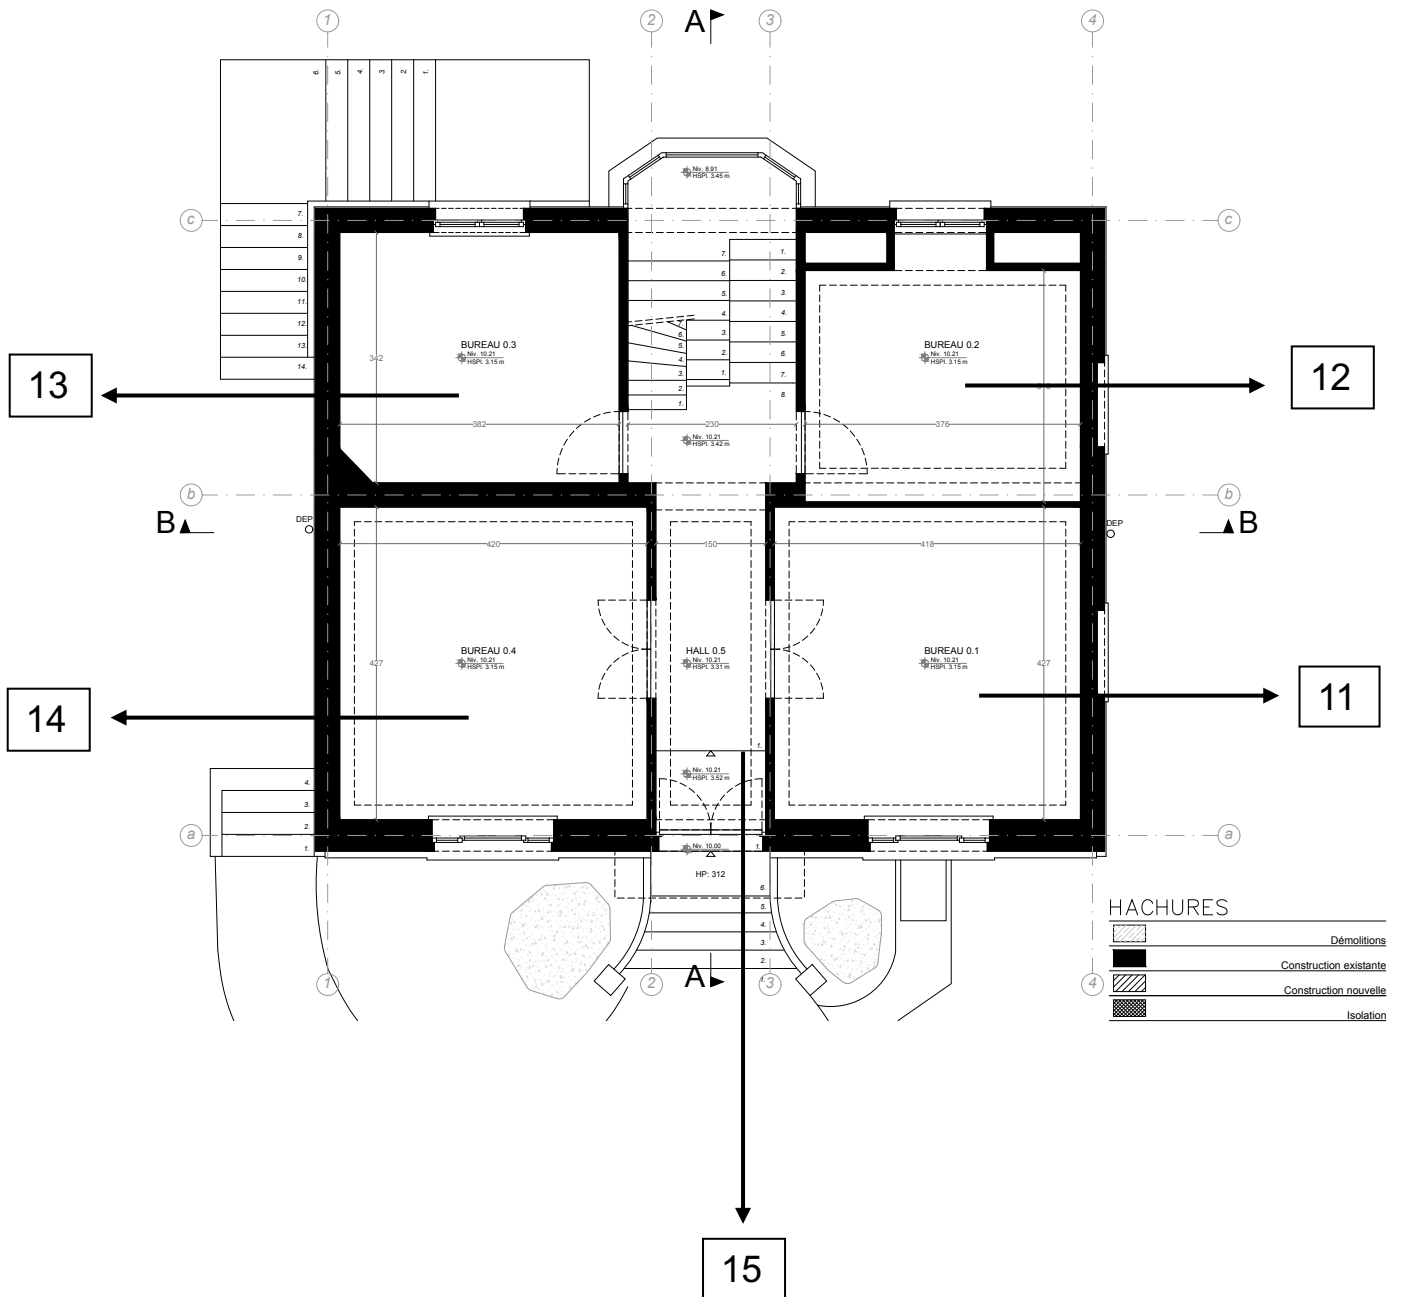 1 2 A 3 4
6. 5. 4. 3. 2. 1.
Niv. 8.91
HSPl. 3.45 m
c c
7.
8.
9.
10.
11.
12.
13.
14.
7.
6.
5.
4.
3.
2.
1.
1.
2.
3.
4.
5.
6.
7.
8.
7.
6.
5.
4.
3.
2.
1.
BUREAU 0.3
Niv. 10.21
HSPl. 3.15 m
342
382
BUREAU 0.2
Niv. 10.21
HSPl. 3.15 m
376
230
Niv. 10.21
HSPl. 3.42 m
13
12
b b
B B
DEP DEP
420 150 418
BUREAU 0.4
Niv. 10.21
HSPl. 3.15 m
427
HALL 0.5
Niv. 10.21
HSPl. 3.31 m
BUREAU 0.1
Niv. 10.21
HSPl. 3.15 m
427
14
11
1.
Niv. 10.21
HSPl. 3.52 m
4.
3.
2.
1.
a a
Niv. 10.00
1.
HP: 312
6.
5.
4.
3.
2.
1.
1 2 A 3 4
HACHURES
Démolitions
Construction existante
Construction nouvelle
Isolation
15